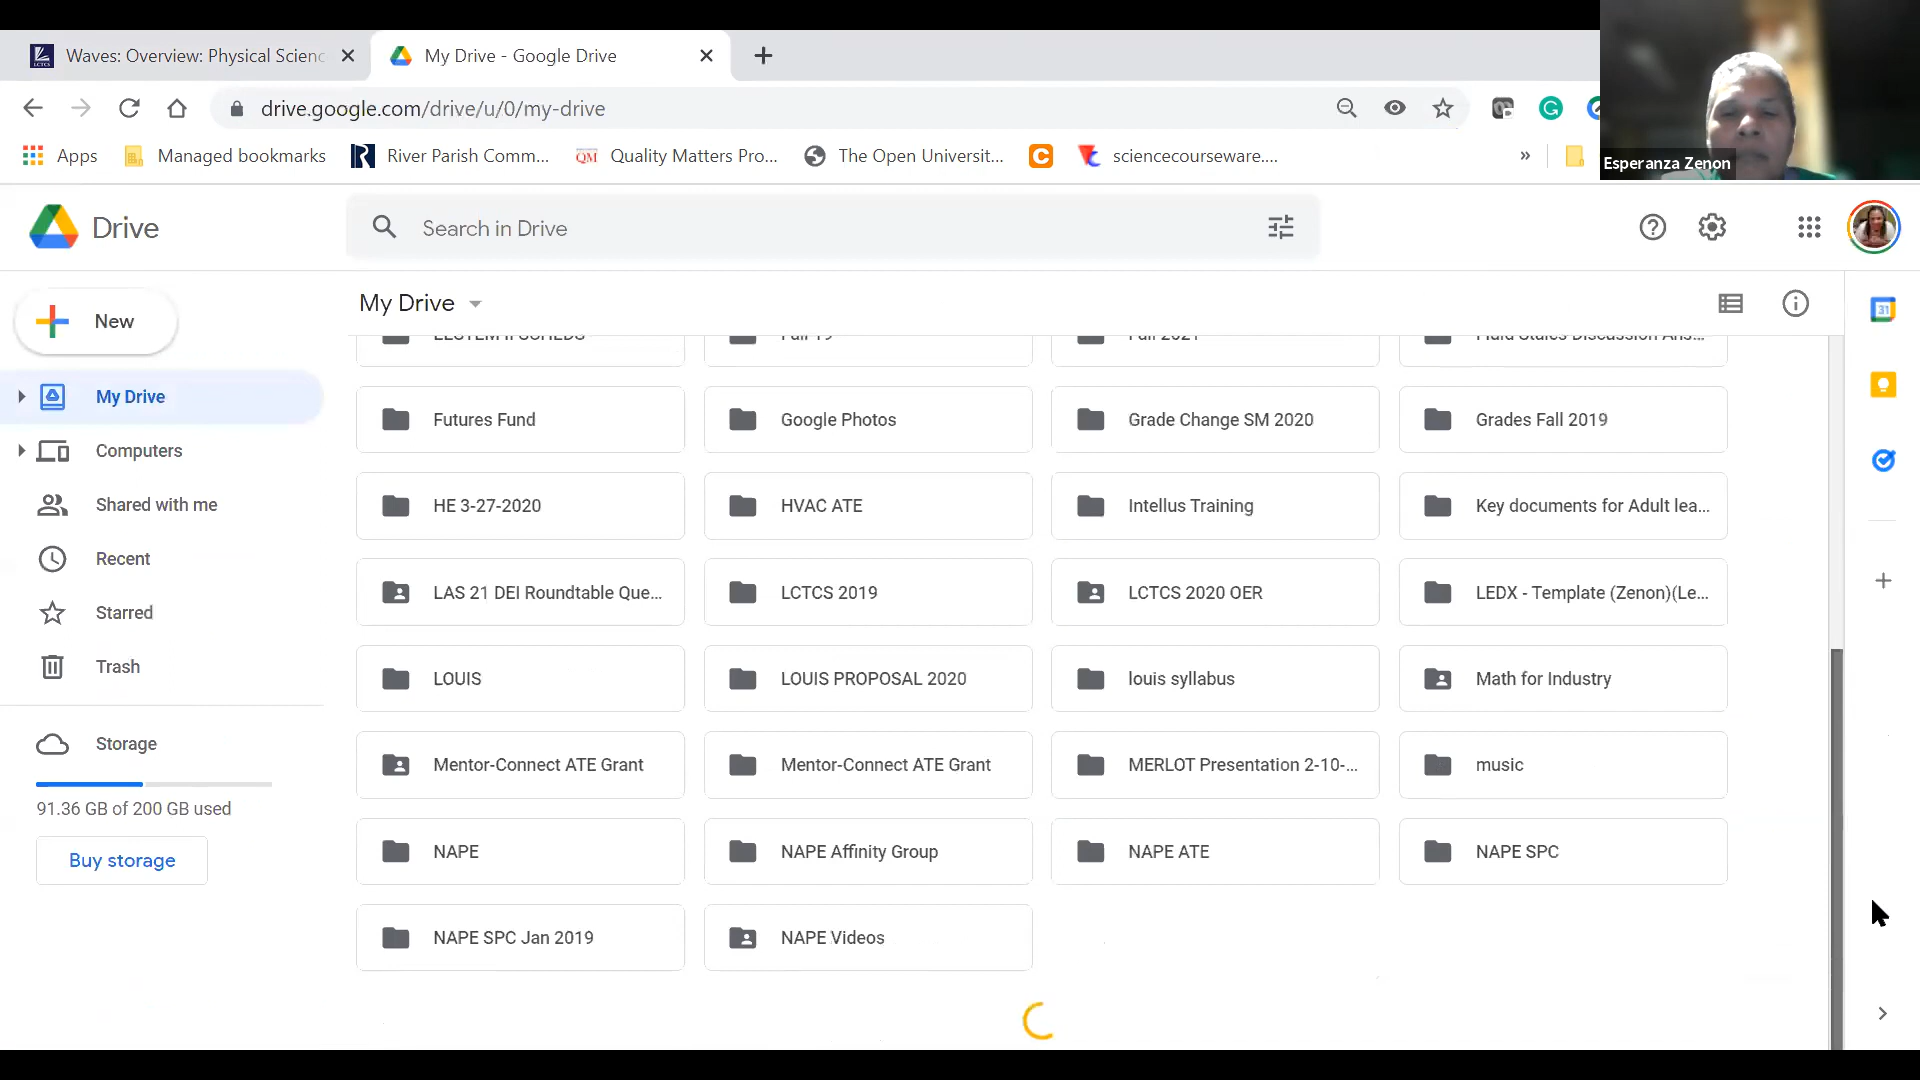 Waves: Overview: Physical Scienc
My Drive - Google Drive
drive.google.com/drive/u/0/my-drive
Apps
Managed bookmarks
River Parish Comm...
QM
Quality Matters Pro...
The Open Universit...
sciencecourseware....
»
Esperanza Zenon
Drive
Search in Drive
New
My Drive
My Drive
Computers
Shared with me
Recent
Starred
Trash
Storage
91.36 GB of 200 GB used
Buy storage
Futures Fund
Google Photos
Grade Change SM 2020
Grades Fall 2019
HE 3-27-2020
HVAC ATE
Intellus Training
Key documents for Adult lea...
LAS 21 DEI Roundtable Que...
LCTCS 2019
LCTCS 2020 OER
LEDX - Template (Zenon)(Le...
LOUIS
LOUIS PROPOSAL 2020
louis syllabus
Math for Industry
Mentor-Connect ATE Grant
Mentor-Connect ATE Grant
MERLOT Presentation 2-10-...
music
NAPE
NAPE Affinity Group
NAPE ATE
NAPE SPC
NAPE SPC Jan 2019
NAPE Videos
31